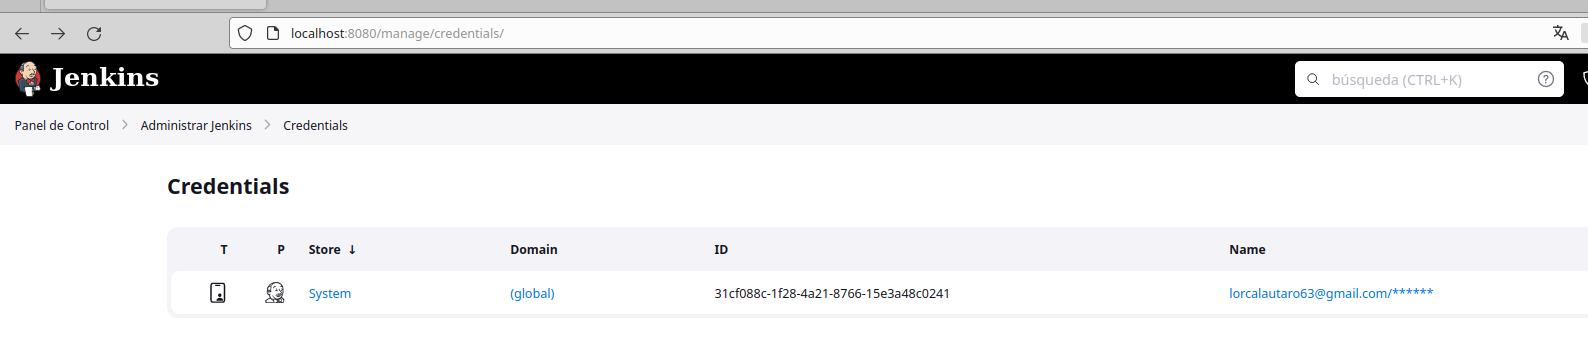 localhost:8080/manage/credentials/
Jenkins
búsqueda (CTRL+K)
Panel de Control Administrar Jenkins Credentials
Credentials
T P Store ↓ Domain ID Name
System (global) 31cf088c-1f28-4a21-8766-15e3a48c0241 lorcalautaro63@gmail.com/******